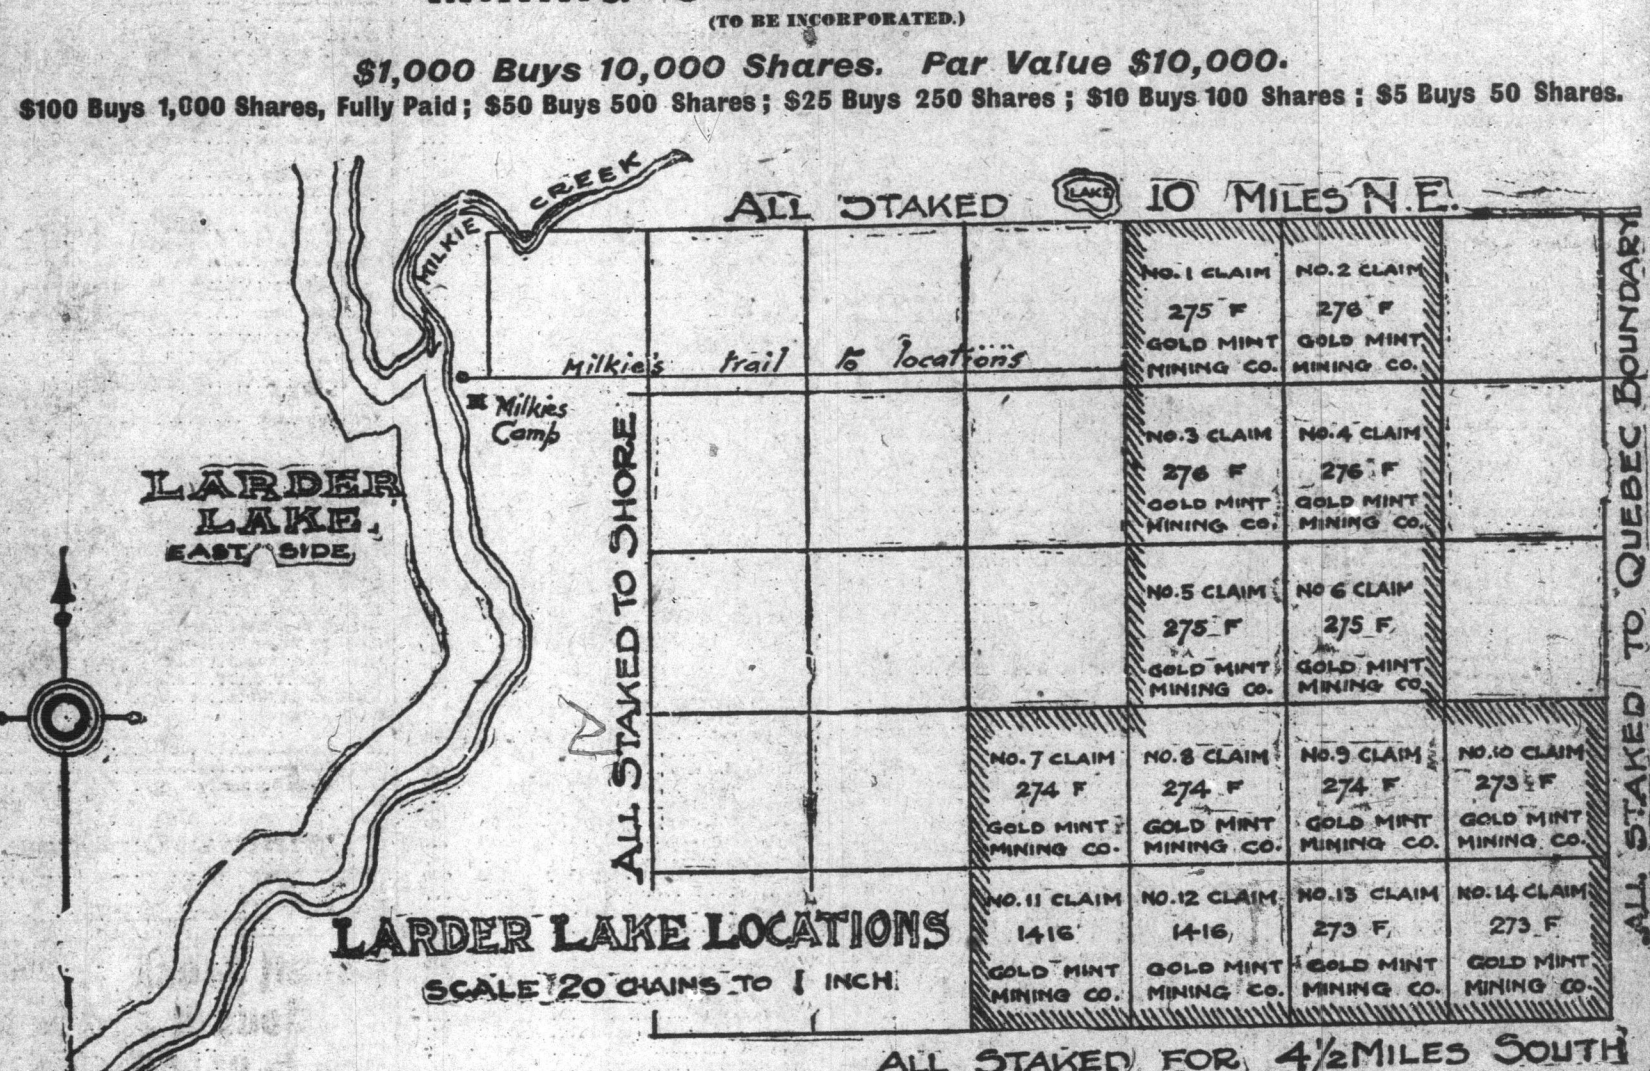 (TO BE INCORPORATED.)
$1,000 Buys 10,000 Shares. Par Value $10,000.
$100 Buys 1,000 Shares, Fully Paid; $50 Buys 500 Shares; $25 Buys 250 Shares; $10 Buys 100 Shares; $5 Buys 50 Shares.
MILKIE CREEK
ALL STAKED LAKE 10 MILES N.E.
NO. 1 CLAIM
275 F
GOLD MINT
MINING CO.
NO. 2 CLAIM
276 F
GOLD MINT
MINING CO.
Milkie's trail to locations
Milkies
Camp
NO. 3 CLAIM
276 F
GOLD MINT
MINING CO.
NO. 4 CLAIM
276 F
GOLD MINT
MINING CO.
LARDER
LAKE
EAST SIDE
ALL STAKED TO SHORE
ALL STAKED TO QUEBEC BOUNDARY
NO. 5 CLAIM
275 F
GOLD MINT
MINING CO.
NO 6 CLAIM
275 F
GOLD MINT
MINING CO.
NO. 7 CLAIM
274 F
GOLD MINT
MINING CO.
NO. 8 CLAIM
274 F
GOLD MINT
MINING CO.
NO. 9 CLAIM
274 F
GOLD MINT
MINING CO.
NO. 10 CLAIM
273 F
GOLD MINT
MINING CO.
NO. 11 CLAIM
1416
GOLD MINT
MINING CO.
NO. 12 CLAIM
1416
GOLD MINT
MINING CO.
NO. 13 CLAIM
273 F
GOLD MINT
MINING CO.
NO. 14 CLAIM
273 F
GOLD MINT
MINING CO.
LARDER LAKE LOCATIONS
SCALE 20 CHAINS TO 1 INCH
ALL STAKED FOR 4½ MILES SOUTH